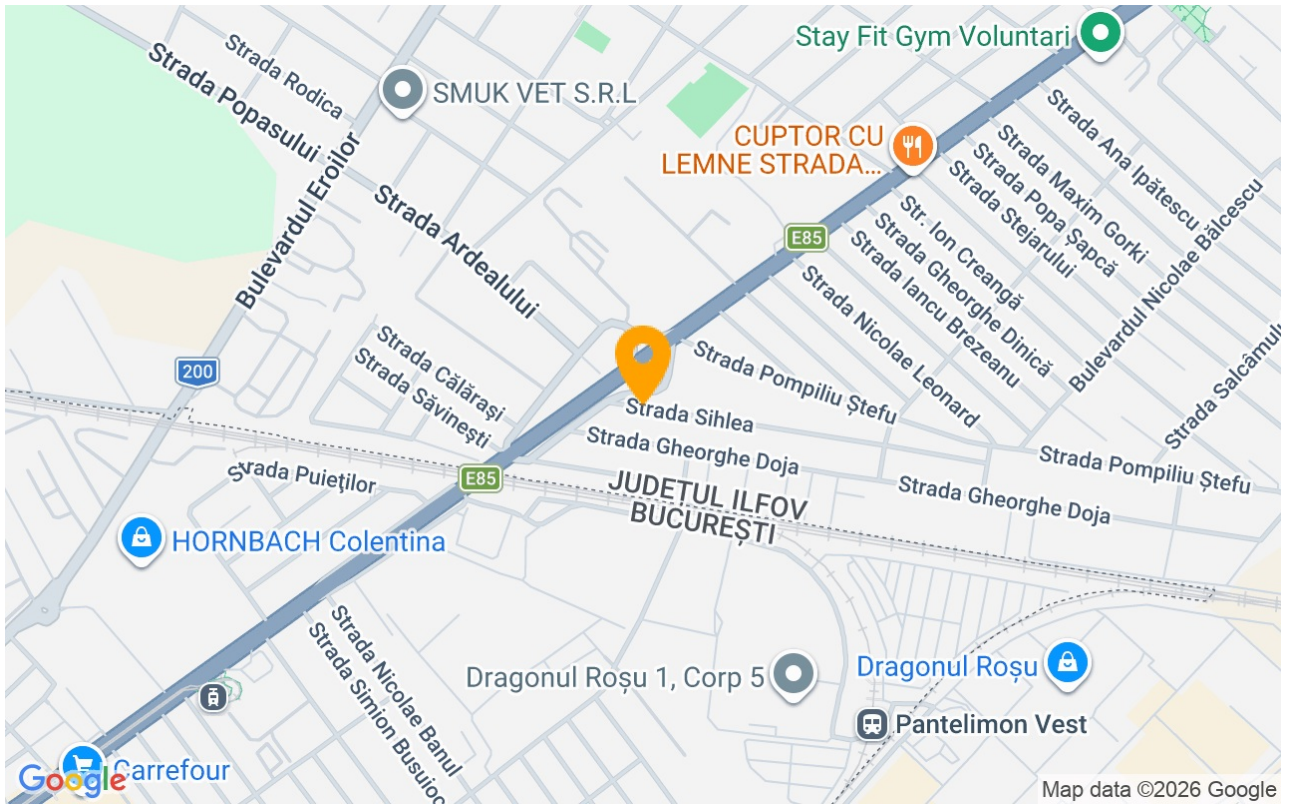 Stay Fit Gym Voluntari
Strada Rodica
Strada Popasului
SMUK VET S.R.L
CUPTOR CU
LEMNE STRADA...
Strada Ana Ipătescu
Strada Maxim Gorki
Strada Popa Șapcă
Strada Stejarului
Bulevardul Nicolae Bălcescu
Bulevardul Eroilor
Strada Ardealului
E85
Str. Ion Creangă
Strada Gheorghe Dinică
Strada Iancu Brezeanu
Strada Nicolae Leonard
Strada Salcâmul
200
Strada Călărași
Strada Săvinești
Strada Pompiliu Ștefu
Strada Sihlea
Strada Gheorghe Doja
Strada Pompiliu Ștefu
E85
Strada Puieților
JUDEȚUL ILFOV
BUCUREȘTI
Strada Gheorghe Doja
HORNBACH Colentina
Strada Nicolae Banul
Strada Simion Busuioc
Dragonul Roșu 1, Corp 5
Dragonul Roșu
Pantelimon Vest
Carrefour
Google
Map data ©2026 Google